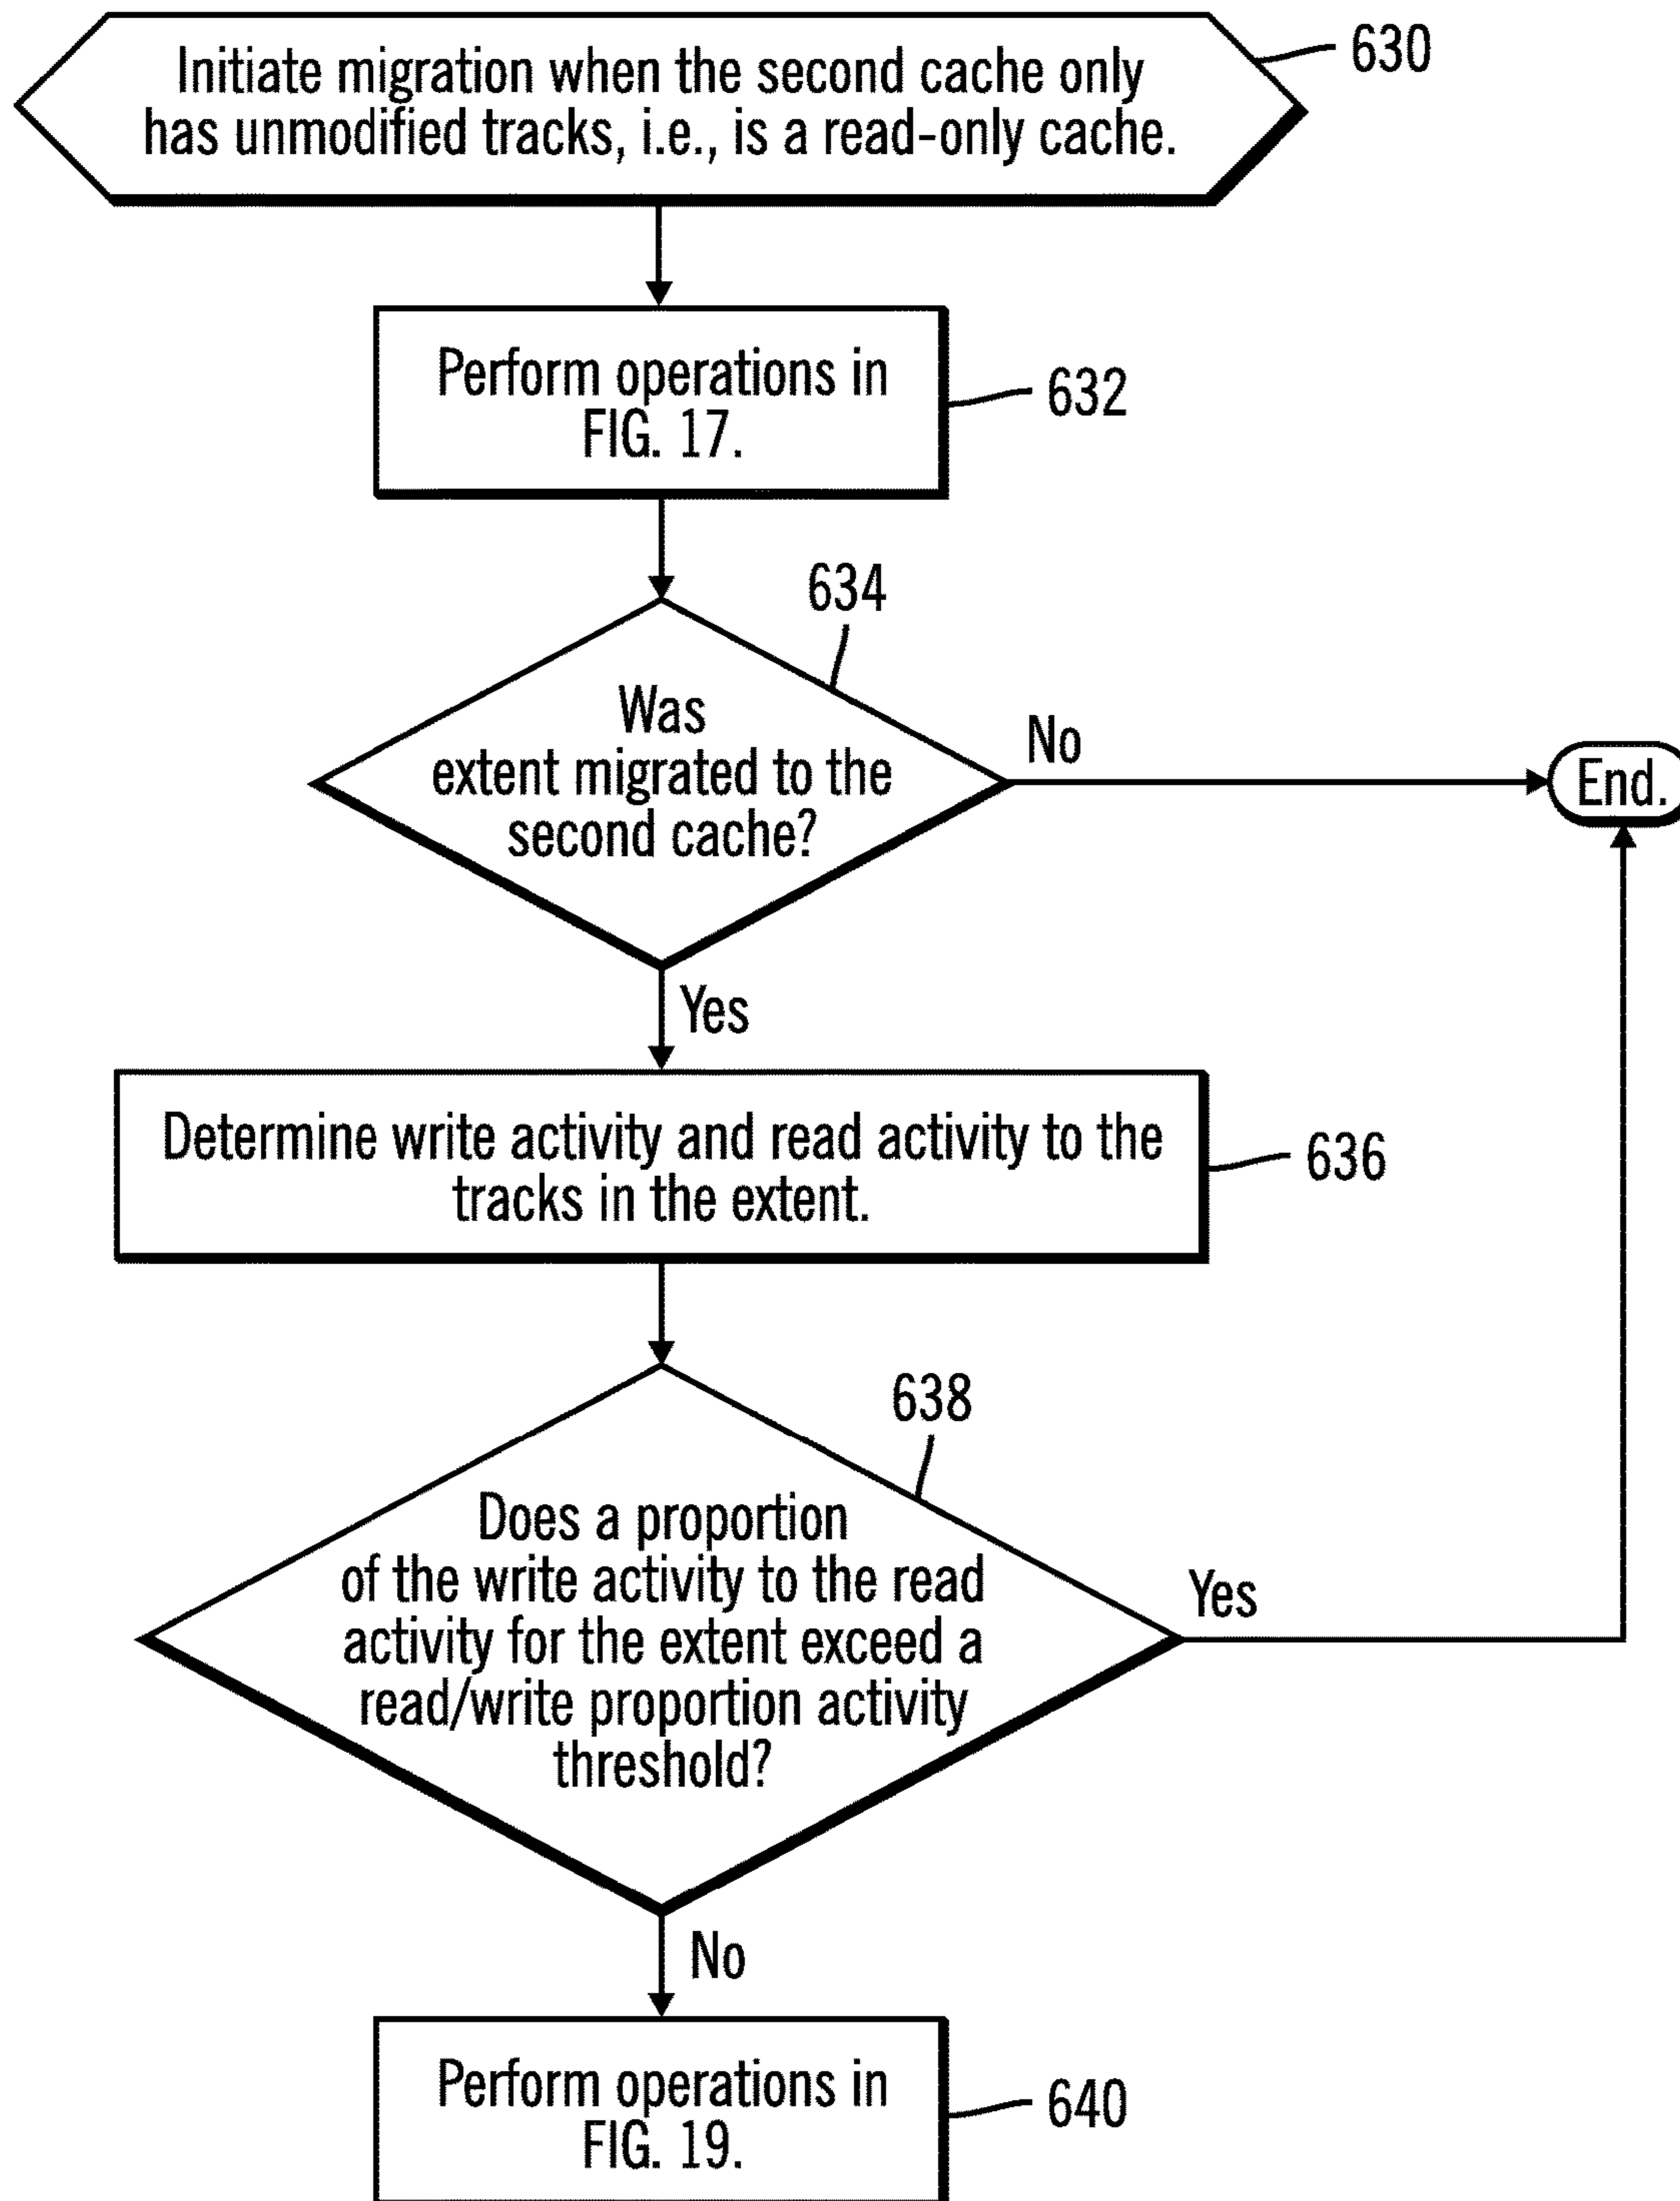 Initiate migration when the second cache only
has unmodified tracks, i.e., is a read-only cache.
630
Perform operations in
FIG. 17.
632
634
Was
extent migrated to the
second cache?
No
End.
Yes
Determine write activity and read activity to the
tracks in the extent.
636
638
Does a proportion
of the write activity to the read
activity for the extent exceed a
read/write proportion activity
threshold?
Yes
No
Perform operations in
FIG. 19.
640